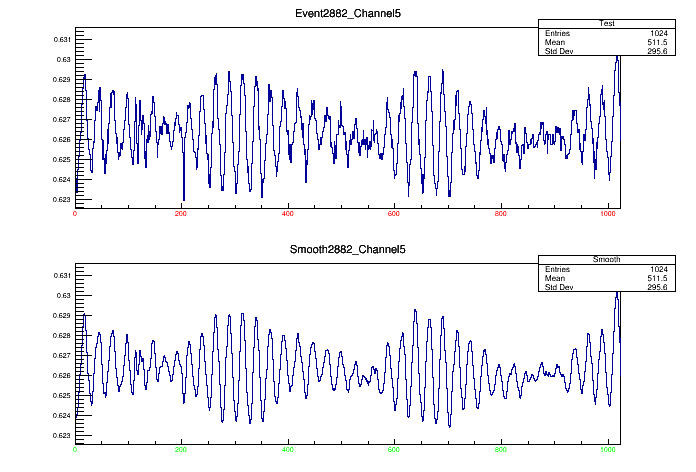 Event2882_Channel5
Test
Entries 1024
Mean 511.5
Std Dev 295.6
0.631
0.63
0.629
0.628
0.627
0.626
0.625
0.624
0.623
0 200 400 600 800 1000
Smooth2882_Channel5
Smooth
Entries 1024
Mean 511.5
Std Dev 295.6
0.631
0.63
0.629
0.628
0.627
0.626
0.625
0.624
0.623
0 200 400 600 800 1000